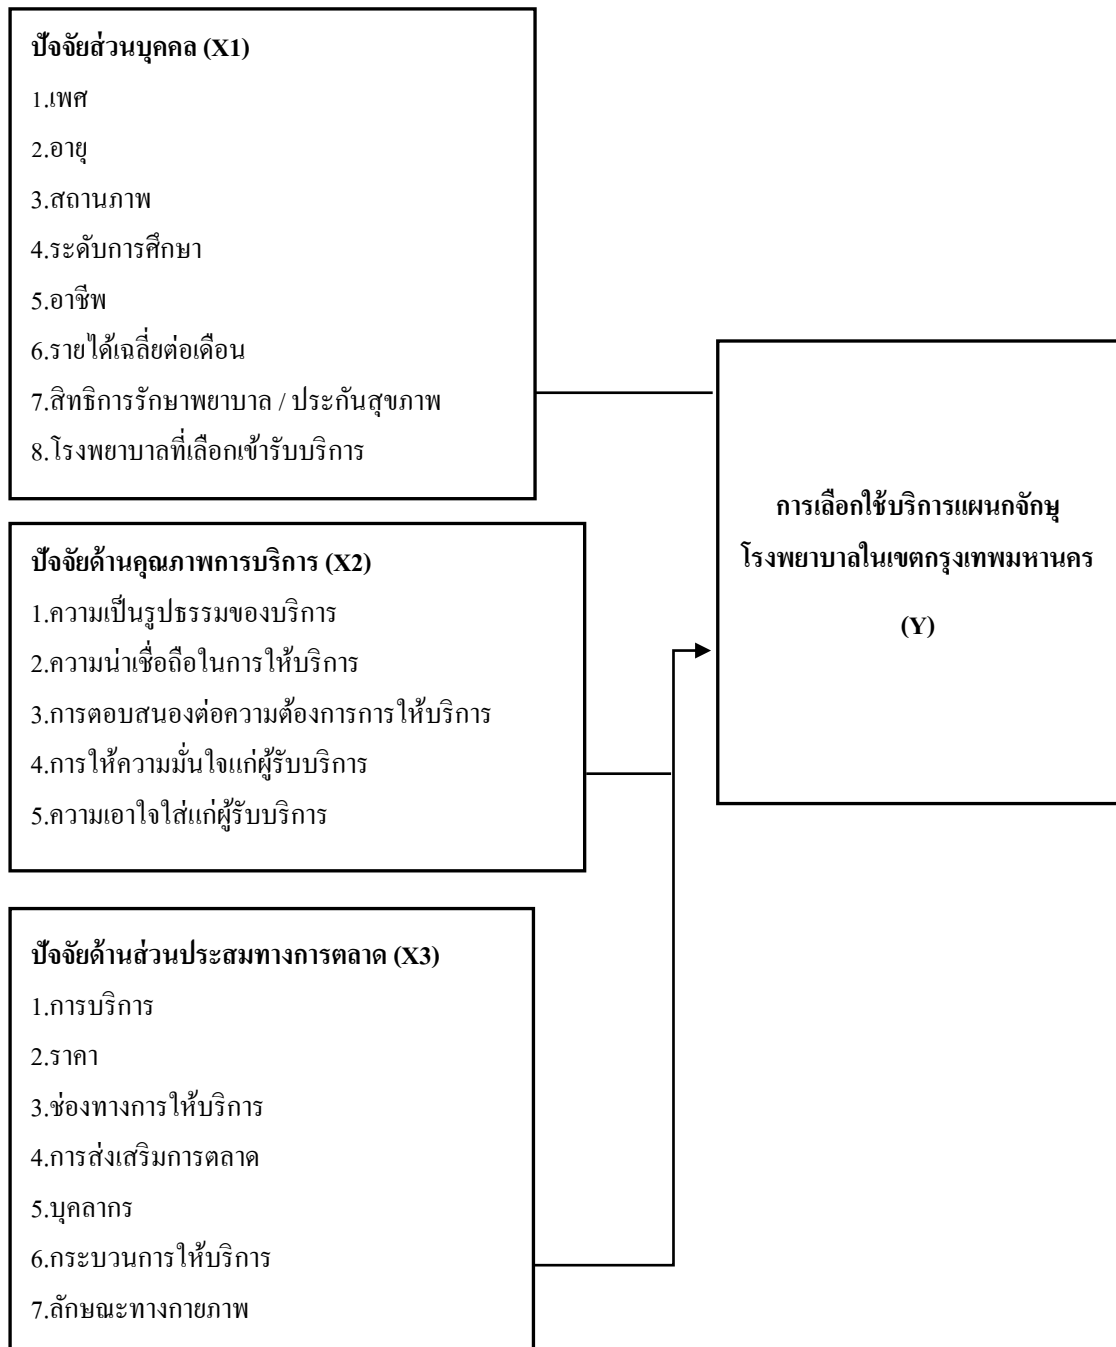 ปัจจัยส่วนบุคคล (X1)
1.เพศ
2.อายุ
3.สถานภาพ
4.ระดับการศึกษา
5.อาชีพ
6.รายได้เฉลี่ยต่อเดือน
7.สิทธิการรักษาพยาบาล / ประกันสุขภาพ
8.โรงพยาบาลที่เลือกเข้ารับบริการ
ปัจจัยด้านคุณภาพการบริการ (X2)
1.ความเป็นรูปธรรมของบริการ
2.ความน่าเชื่อถือในการให้บริการ
3.การตอบสนองต่อความต้องการการให้บริการ
4.การให้ความมั่นใจแก่ผู้รับบริการ
5.ความเอาใจใส่แก่ผู้รับบริการ
ปัจจัยด้านส่วนประสมทางการตลาด (X3)
1.การบริการ
2.ราคา
3.ช่องทางการให้บริการ
4.การส่งเสริมการตลาด
5.บุคลากร
6.กระบวนการให้บริการ
7.ลักษณะทางกายภาพ
การเลือกใช้บริการแผนกจักษุ
โรงพยาบาลในเขตกรุงเทพมหานคร
(Y)